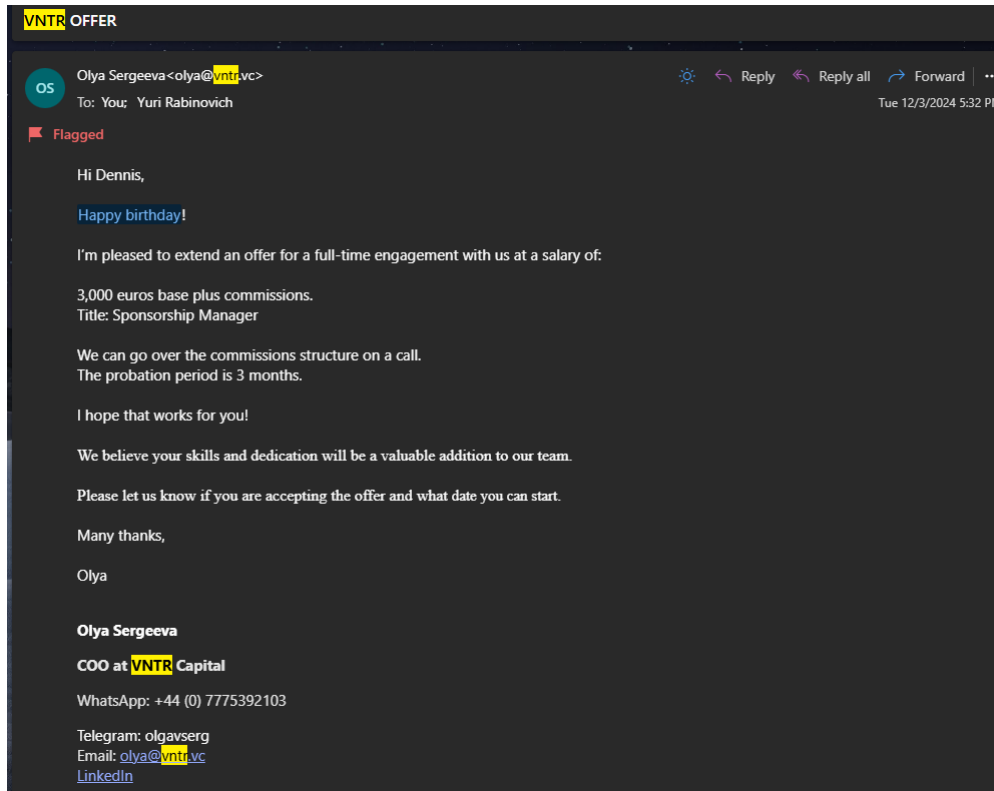 VNTR OFFER
OS
Olya Sergeeva<olya@vntr.vc>
Reply
Reply all
Forward
To: You; Yuri Rabinovich
Tue 12/3/2024 5:32
Flagged
Hi Dennis,
Happy birthday!
I'm pleased to extend an offer for a full-time engagement with us at a salary of:
3,000 euros base plus commissions.
Title: Sponsorship Manager
We can go over the commissions structure on a call.
The probation period is 3 months.
I hope that works for you!
We believe your skills and dedication will be a valuable addition to our team.
Please let us know if you are accepting the offer and what date you can start.
Many thanks,
Olya
Olya Sergeeva
COO at VNTR Capital
WhatsApp: +44 (0) 7775392103
Telegram: olgavserg
Email: olya@vntr.vc
LinkedIn